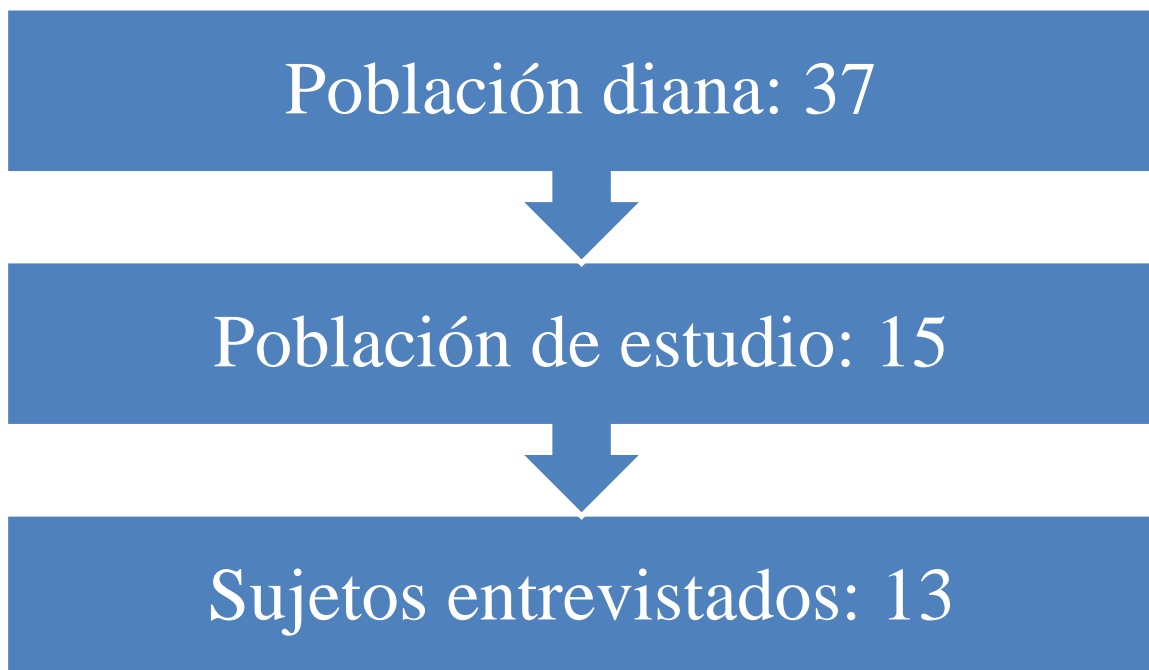 Población diana: 37
Población de estudio: 15
Sujetos entrevistados: 13